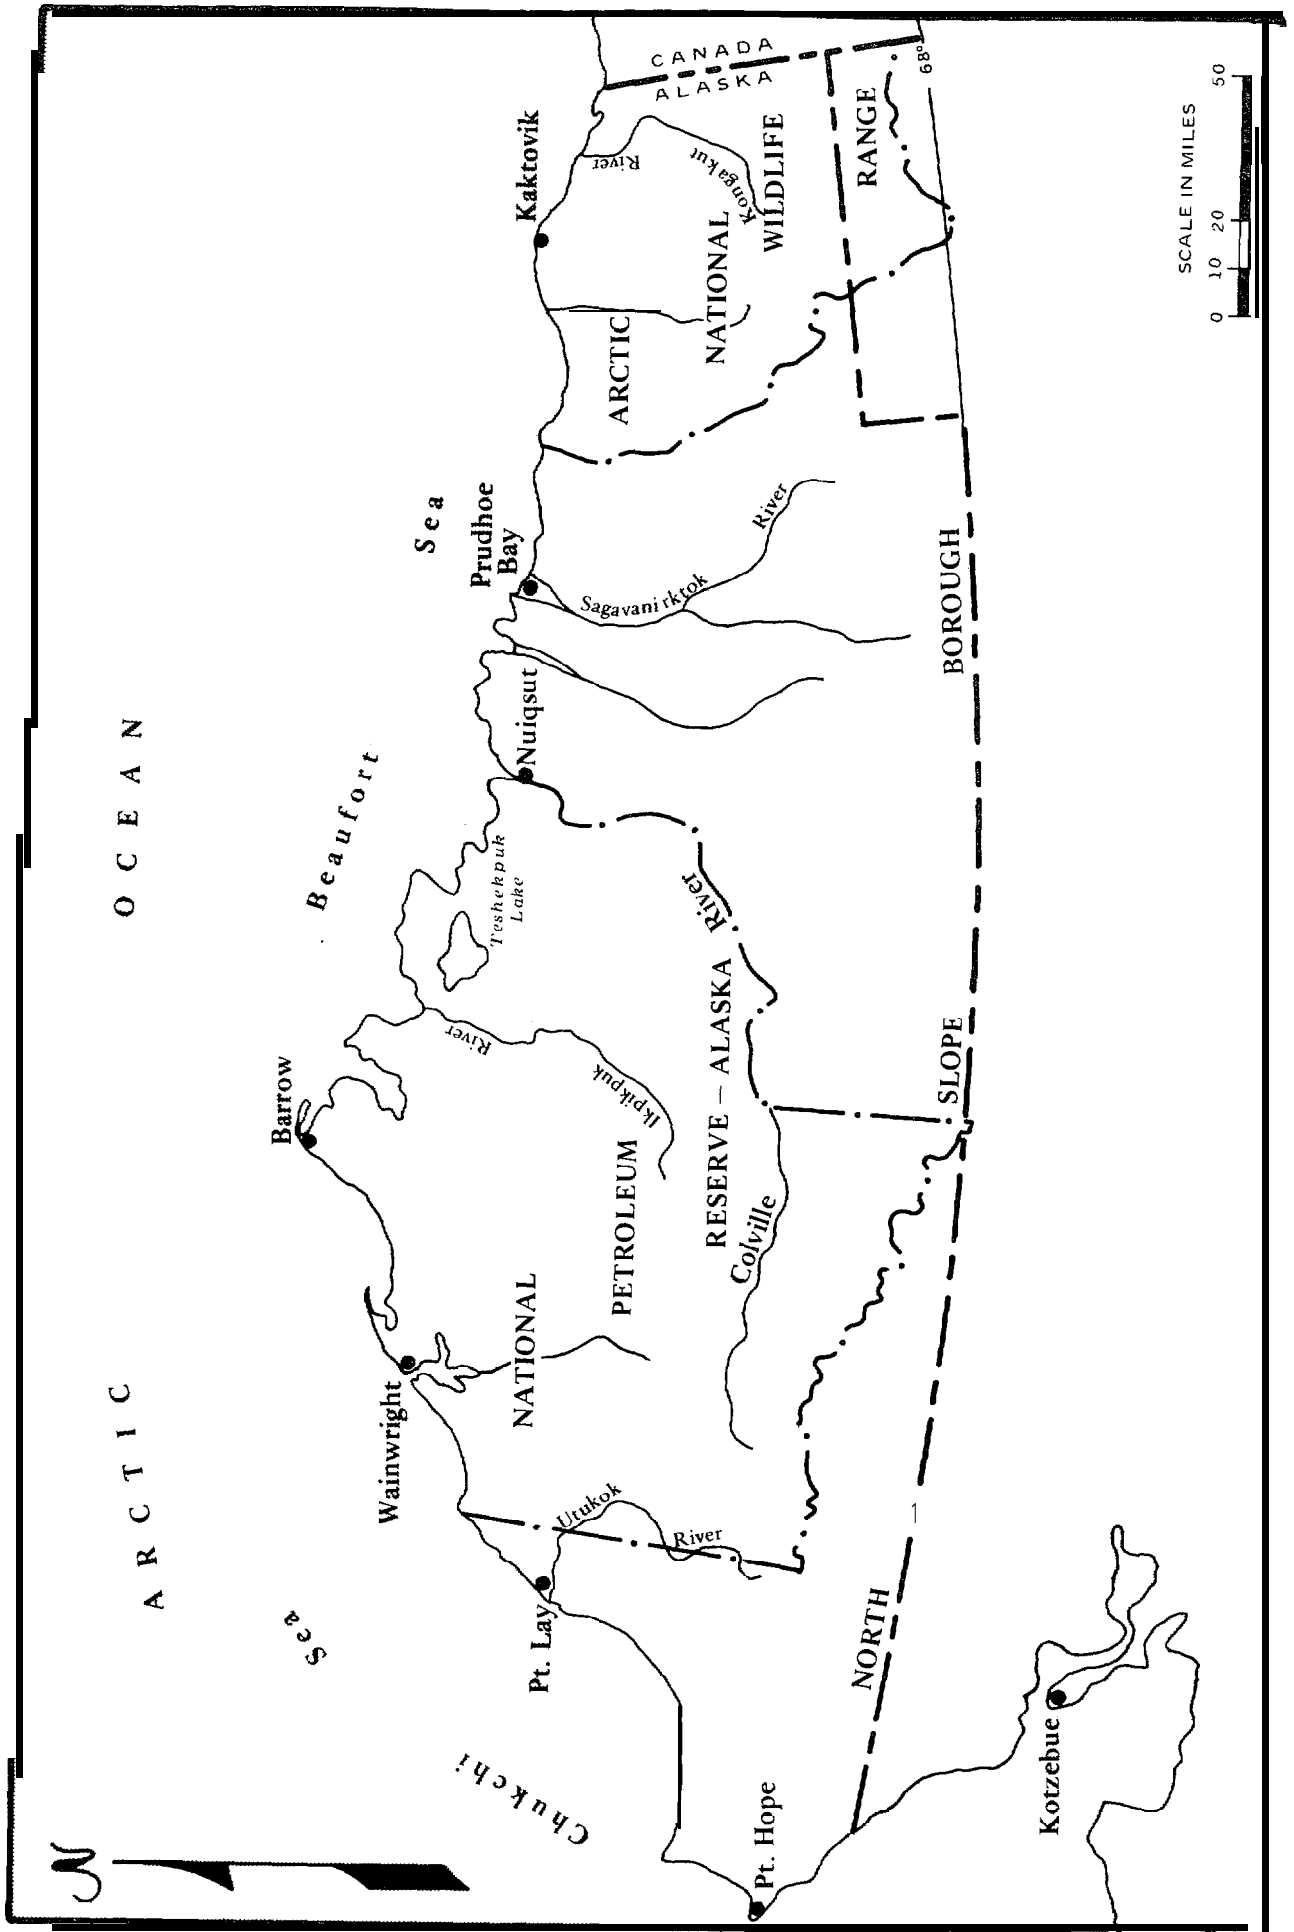 N
ARCTIC OCEAN
Chukchi Sea
Beaufort Sea
Barrow
Wainwright
Pt. Lay
Pt. Hope
Kotzebue
Nuiqsut
Prudhoe
Bay
Kaktovik
Teshekpuk
Lake
Ikpikpuk River
Utukok River
Colville River
Sagavanirktok River
Kongakut River
NATIONAL
PETROLEUM
RESERVE – ALASKA
ARCTIC
NATIONAL
WILDLIFE
RANGE
CANADA
ALASKA
68°
NORTH SLOPE BOROUGH
SCALE IN MILES
0 10 20 50